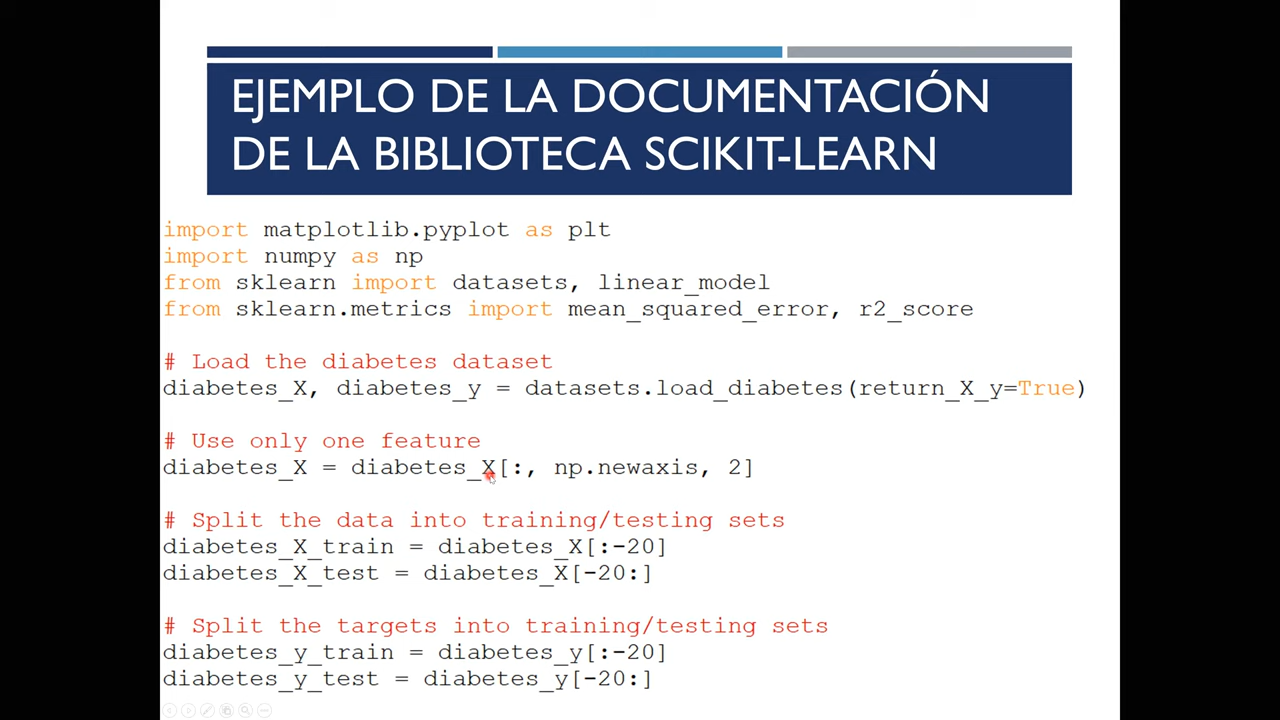 EJEMPLO DE LA DOCUMENTACIÓN
DE LA BIBLIOTECA SCIKIT-LEARN
import matplotlib.pyplot as plt
import numpy as np
from sklearn import datasets, linear_model
from sklearn.metrics import mean_squared_error, r2_score
# Load the diabetes dataset
diabetes_X, diabetes_y = datasets.load_diabetes(return_X_y=True)
# Use only one feature
diabetes_X = diabetes_X[:, np.newaxis, 2]
# Split the data into training/testing sets
diabetes_X_train = diabetes_X[:-20]
diabetes_X_test = diabetes_X[-20:]
# Split the targets into training/testing sets
diabetes_y_train = diabetes_y[:-20]
diabetes_y_test = diabetes_y[-20:]